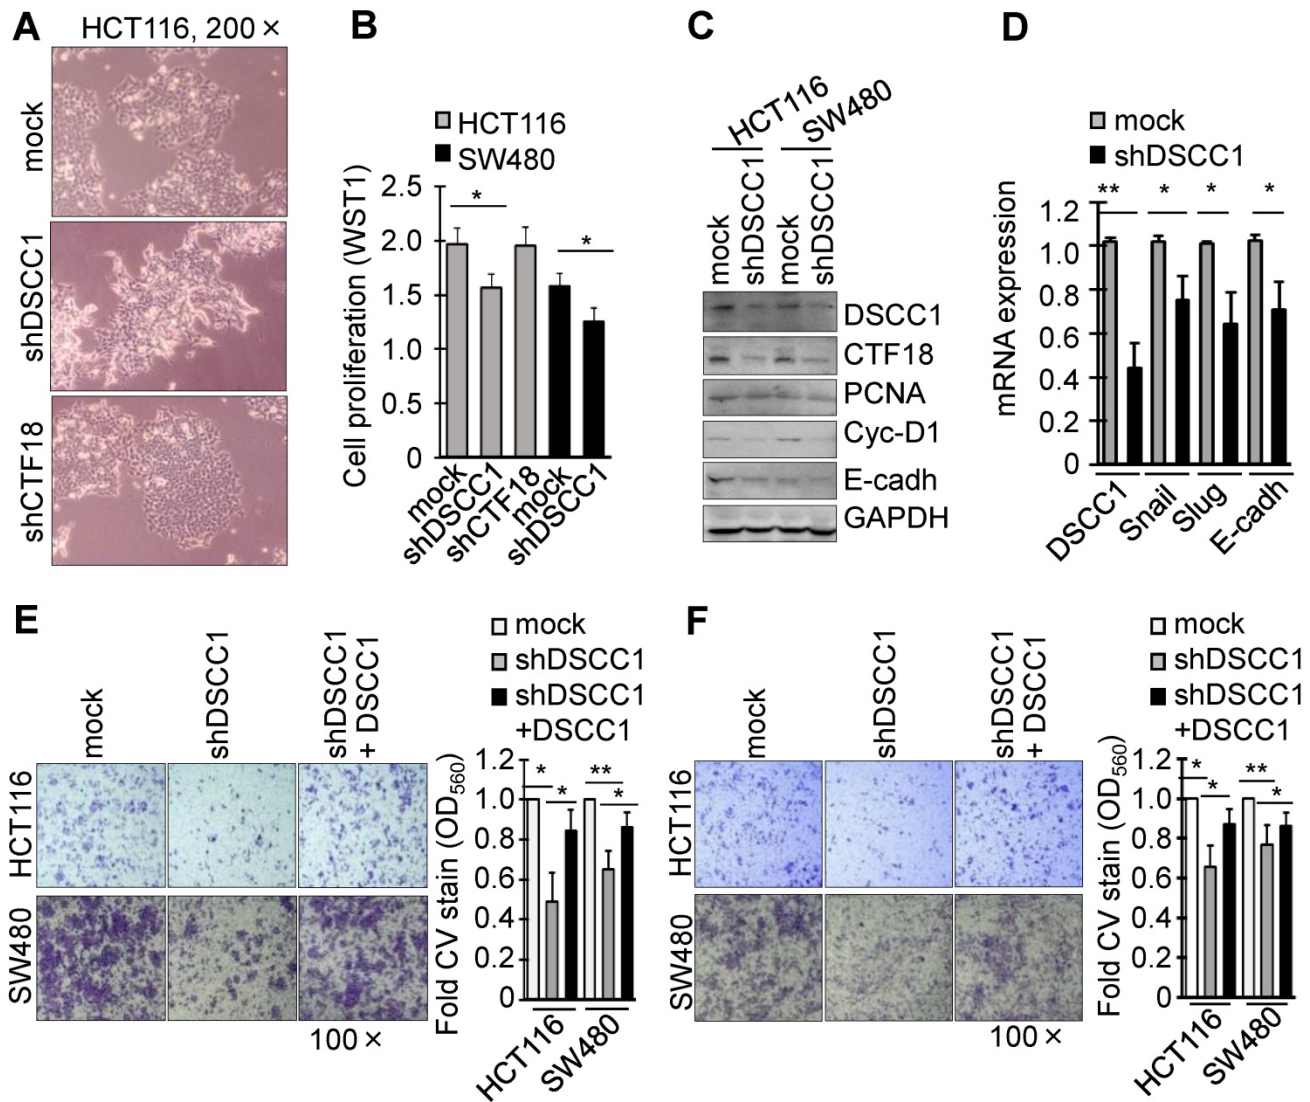 A
HCT116, 200 ×
mock
shDSCC1
shCTF18
B
HCT116
SW480
Cell proliferation (WST1)
2.5
2.0
1.5
1.0
0.5
0
*
*
mock
shDSCC1
shCTF18
mock
shDSCC1
C
HCT116
SW480
mock
shDSCC1
mock
shDSCC1
DSCC1
CTF18
PCNA
Cyc-D1
E-cadh
GAPDH
D
mock
shDSCC1
mRNA expression
** * * *
1.2
1.0
0.8
0.6
0.4
0.2
0
DSCC1
Snail
Slug
E-cadh
E
mock
shDSCC1
shDSCC1
+ DSCC1
HCT116
SW480
100 ×
mock
shDSCC1
shDSCC1
+DSCC1
Fold CV stain (OD560)
1.2
1.0
0.8
0.6
0.4
0.2
0
* **
* *
HCT116
SW480
F
mock
shDSCC1
shDSCC1
+ DSCC1
HCT116
SW480
100 ×
mock
shDSCC1
shDSCC1
+DSCC1
Fold CV stain (OD560)
1.2
1.0
0.8
0.6
0.4
0.2
0
* **
* *
HCT116
SW480